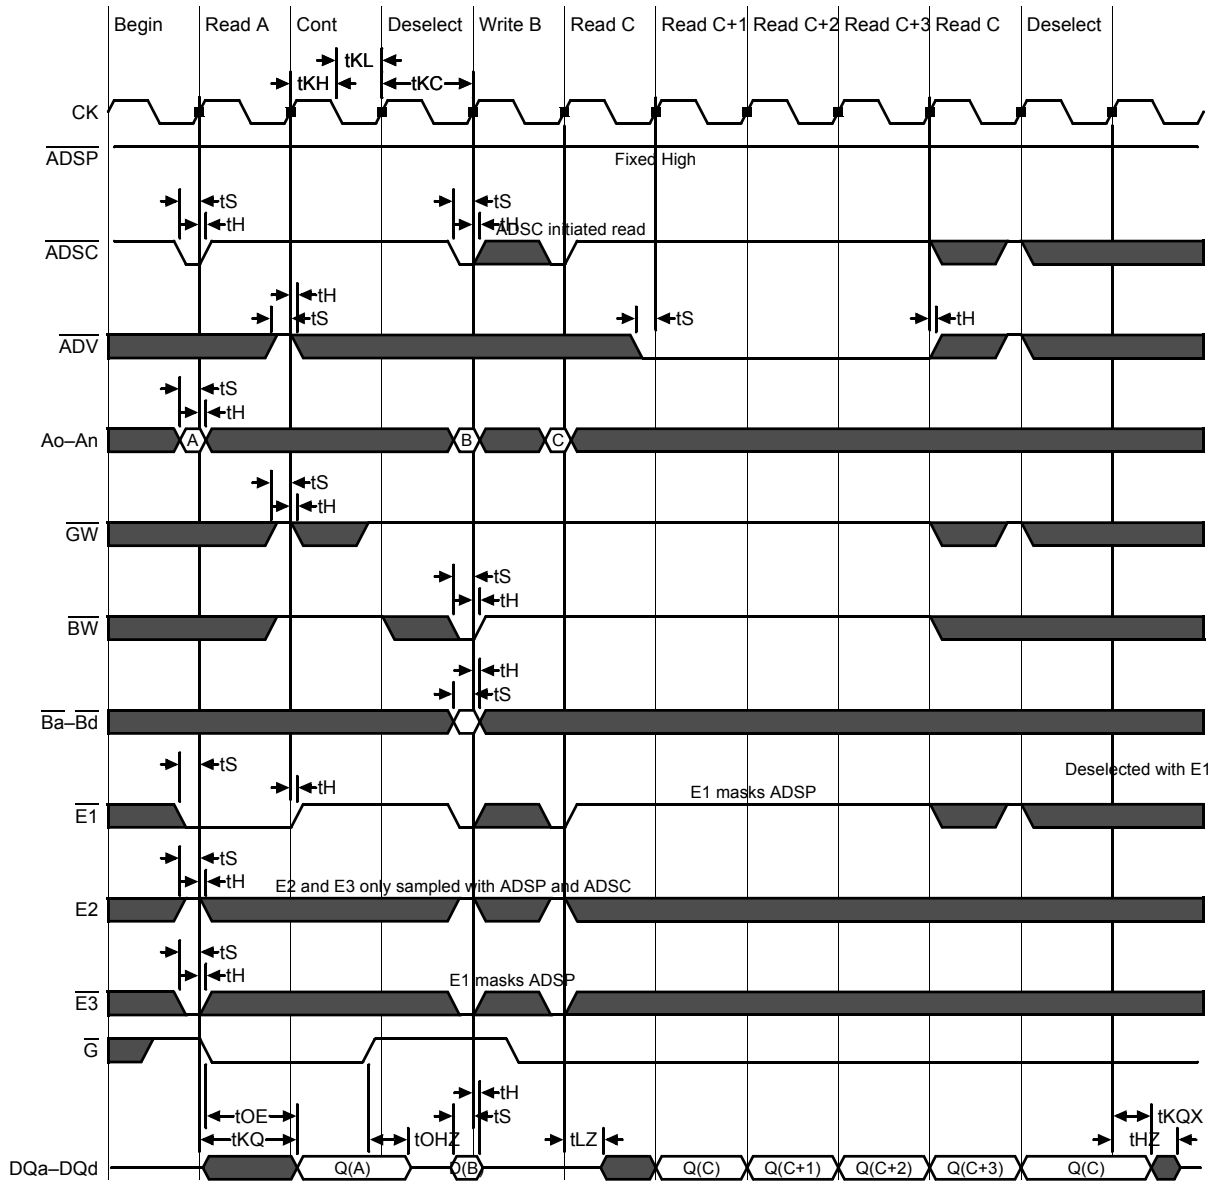 Begin Read A Cont Deselect Write B Read C Read C+1 Read C+2 Read C+3 Read C Deselect
tKL
tKH tKC
CK
ADSP
Fixed High
tS tS
tH tH
ADSC initiated read
ADSC
tH
tS tS tH
ADV
tS
tH
Ao–An A B C
tS
tH
GW
tS
tH
BW
tH
tS
Ba–Bd
tS Deselected with E1
tH E1 masks ADSP
E1
tS
tH E2 and E3 only sampled with ADSP and ADSC
E2
tS
tH E1 masks ADSP
E3
G
tH
tOE tS tKQX
tKQ tOHZ tLZ tHZ
DQa–DQd Q(A) D(B Q(C) Q(C+1) Q(C+2) Q(C+3) Q(C)